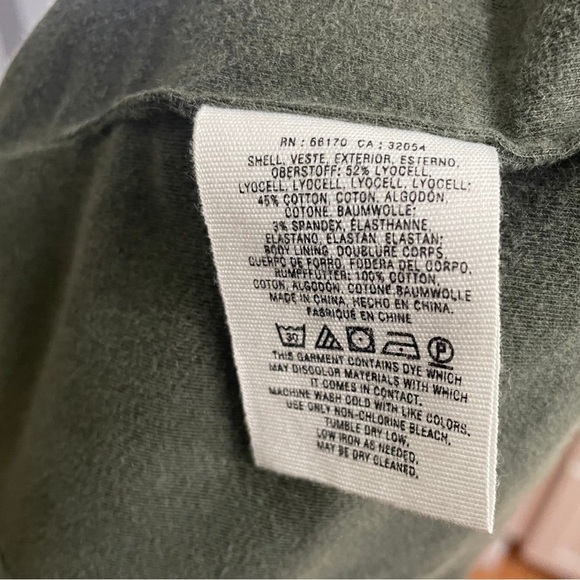 RN : 66170 CA : 32054
SHELL, VESTE, EXTERIOR, ESTERNO,
OBERSTOFF: 52% LYOCELL,
LYOCELL, LYOCELL, LYOCELL, LYOCELL;
45% COTTON, COTON, ALGODÓN,
COTONE, BAUMWOLLE;
3% SPANDEX, ÉLASTHANNE,
ELASTANO, ELASTAN, ELASTAN;
BODY LINING, DOUBLURE CORPS,
CUERPO DE FORRO, FODERA DEL CORPO,
RUMPFFUTTER: 100% COTTON,
COTON, ALGODON, COTONE, BAUMWOLLE
MADE IN CHINA, HECHO EN CHINA,
FABRIQUÉ EN CHINE
30 P
THIS GARMENT CONTAINS DYE WHICH
MAY DISCOLOR MATERIALS WITH WHICH
IT COMES IN CONTACT.
MACHINE WASH COLD WITH LIKE COLORS.
USE ONLY NON-CHLORINE BLEACH,
TUMBLE DRY LOW,
LOW IRON AS NEEDED,
MAY BE DRY CLEANED.